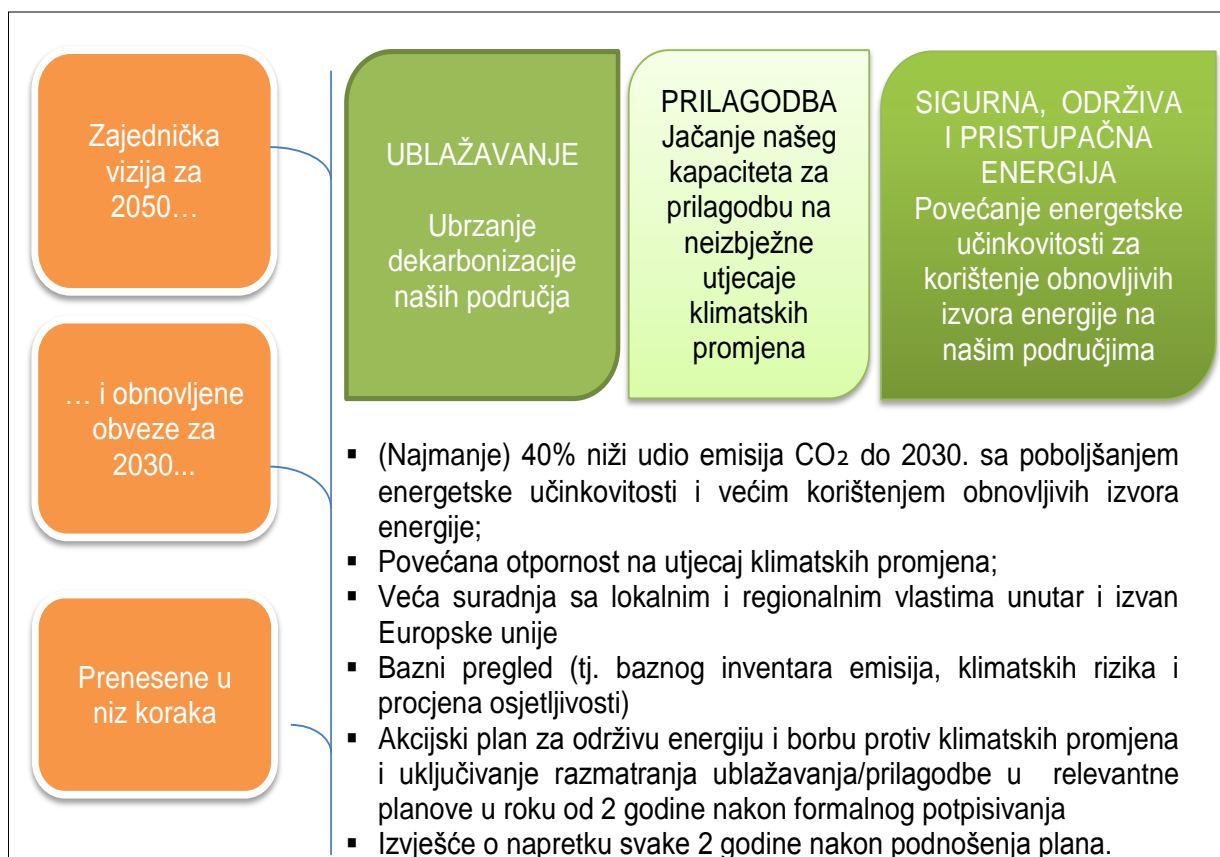 Zajednička
vizija za
2050…
UBLAŽAVANJE
Ubrzanje
dekarbonizacije
naših područja
PRILAGODBA
Jačanje našeg
kapaciteta za
prilagodbu na
neizbježne
utjecaje
klimatskih
promjena
SIGURNA, ODRŽIVA
I PRISTUPAČNA
ENERGIJA
Povećanje energetske
učinkovitosti za
korištenje obnovljivih
izvora energije na
našim područjima
… i obnovljene
obveze za
2030...
▪ (Najmanje) 40% niži udio emisija CO₂ do 2030. sa poboljšanjem
energetske učinkovitosti i većim korištenjem obnovljivih izvora
energije;
▪ Povećana otpornost na utjecaj klimatskih promjena;
▪ Veća suradnja sa lokalnim i regionalnim vlastima unutar i izvan
Europske unije
Prenesene u
niz koraka
▪ Bazni pregled (tj. baznog inventara emisija, klimatskih rizika i
procjena osjetljivosti)
▪ Akcijski plan za održivu energiju i borbu protiv klimatskih promjena
i uključivanje razmatranja ublažavanja/prilagodbe u relevantne
planove u roku od 2 godine nakon formalnog potpisivanja
▪ Izvješće o napretku svake 2 godine nakon podnošenja plana.